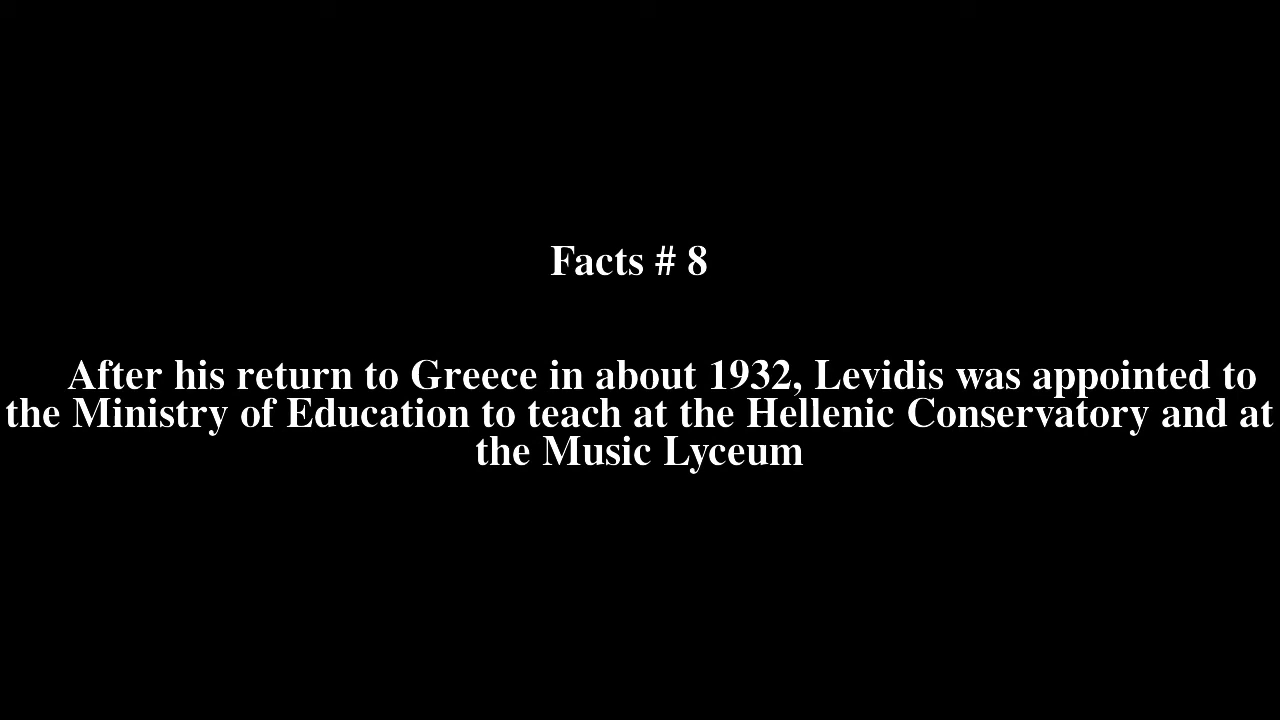 Facts # 8
After his return to Greece in about 1932, Levidis was appointed to
the Ministry of Education to teach at the Hellenic Conservatory and at
the Music Lyceum